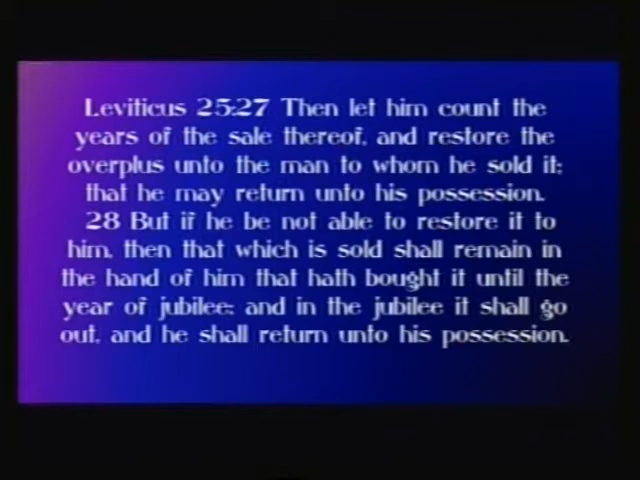 Leviticus 25:27 Then let him count the
years of the sale thereof, and restore the
overplus unto the man to whom he sold it;
that he may return unto his possession.
28 But if he be not able to restore it to
him, then that which is sold shall remain in
the hand of him that hath bought it until the
year of jubilee: and in the jubilee it shall go
out, and he shall return unto his possession.